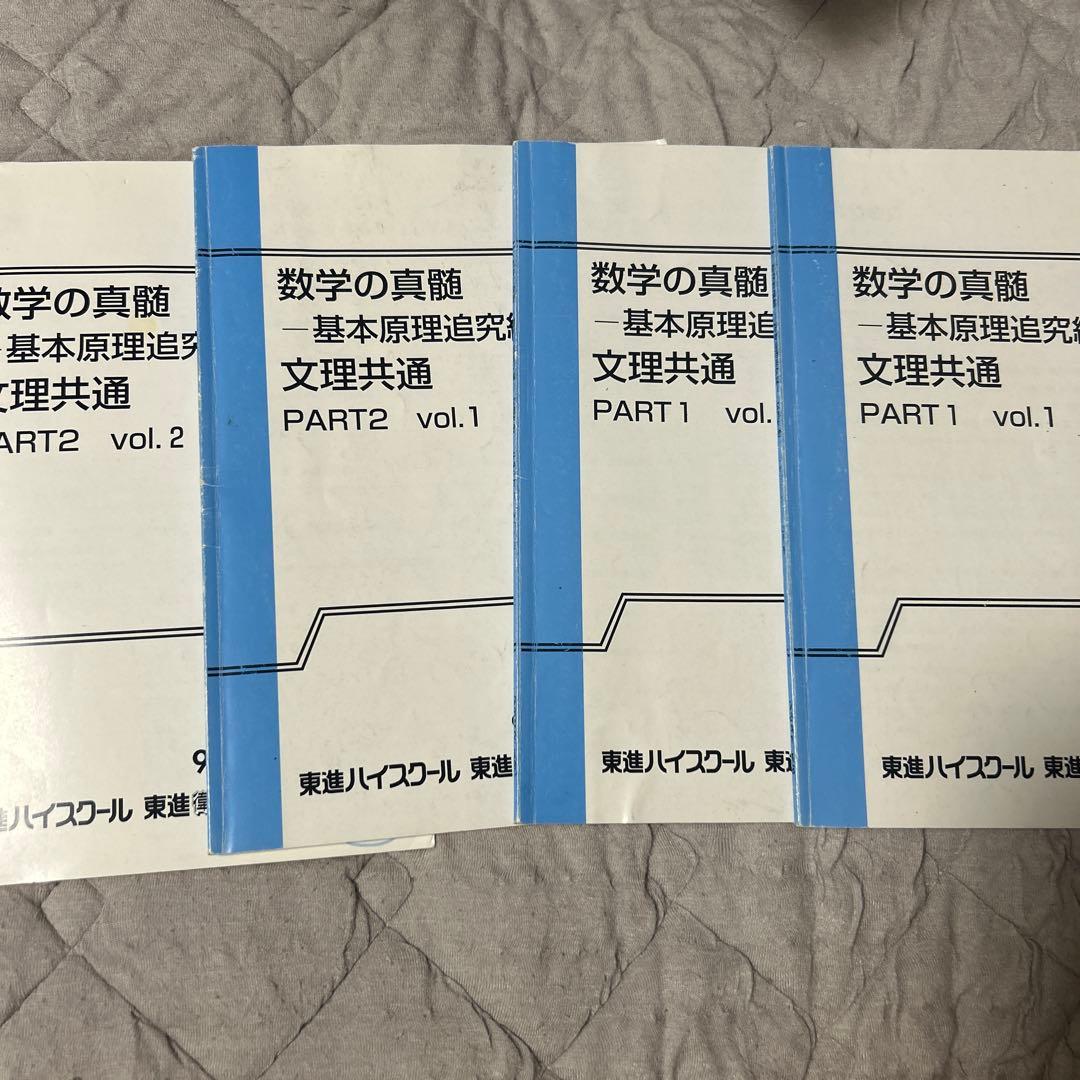 数学の真髄
基本原理追究
文理共通
PART2 vol.2
9
進ハイスクール 東進衛
数学の真髄
－基本原理追究
文理共通
PART2 vol.1
東進ハイスクール 東進
数学の真髄
－基本原理追
文理共通
PART1 vol.
東進ハイスクール 東
数学の真髄
－基本原理追究
文理共通
PART1 vol.1
東進ハイスクール 東進